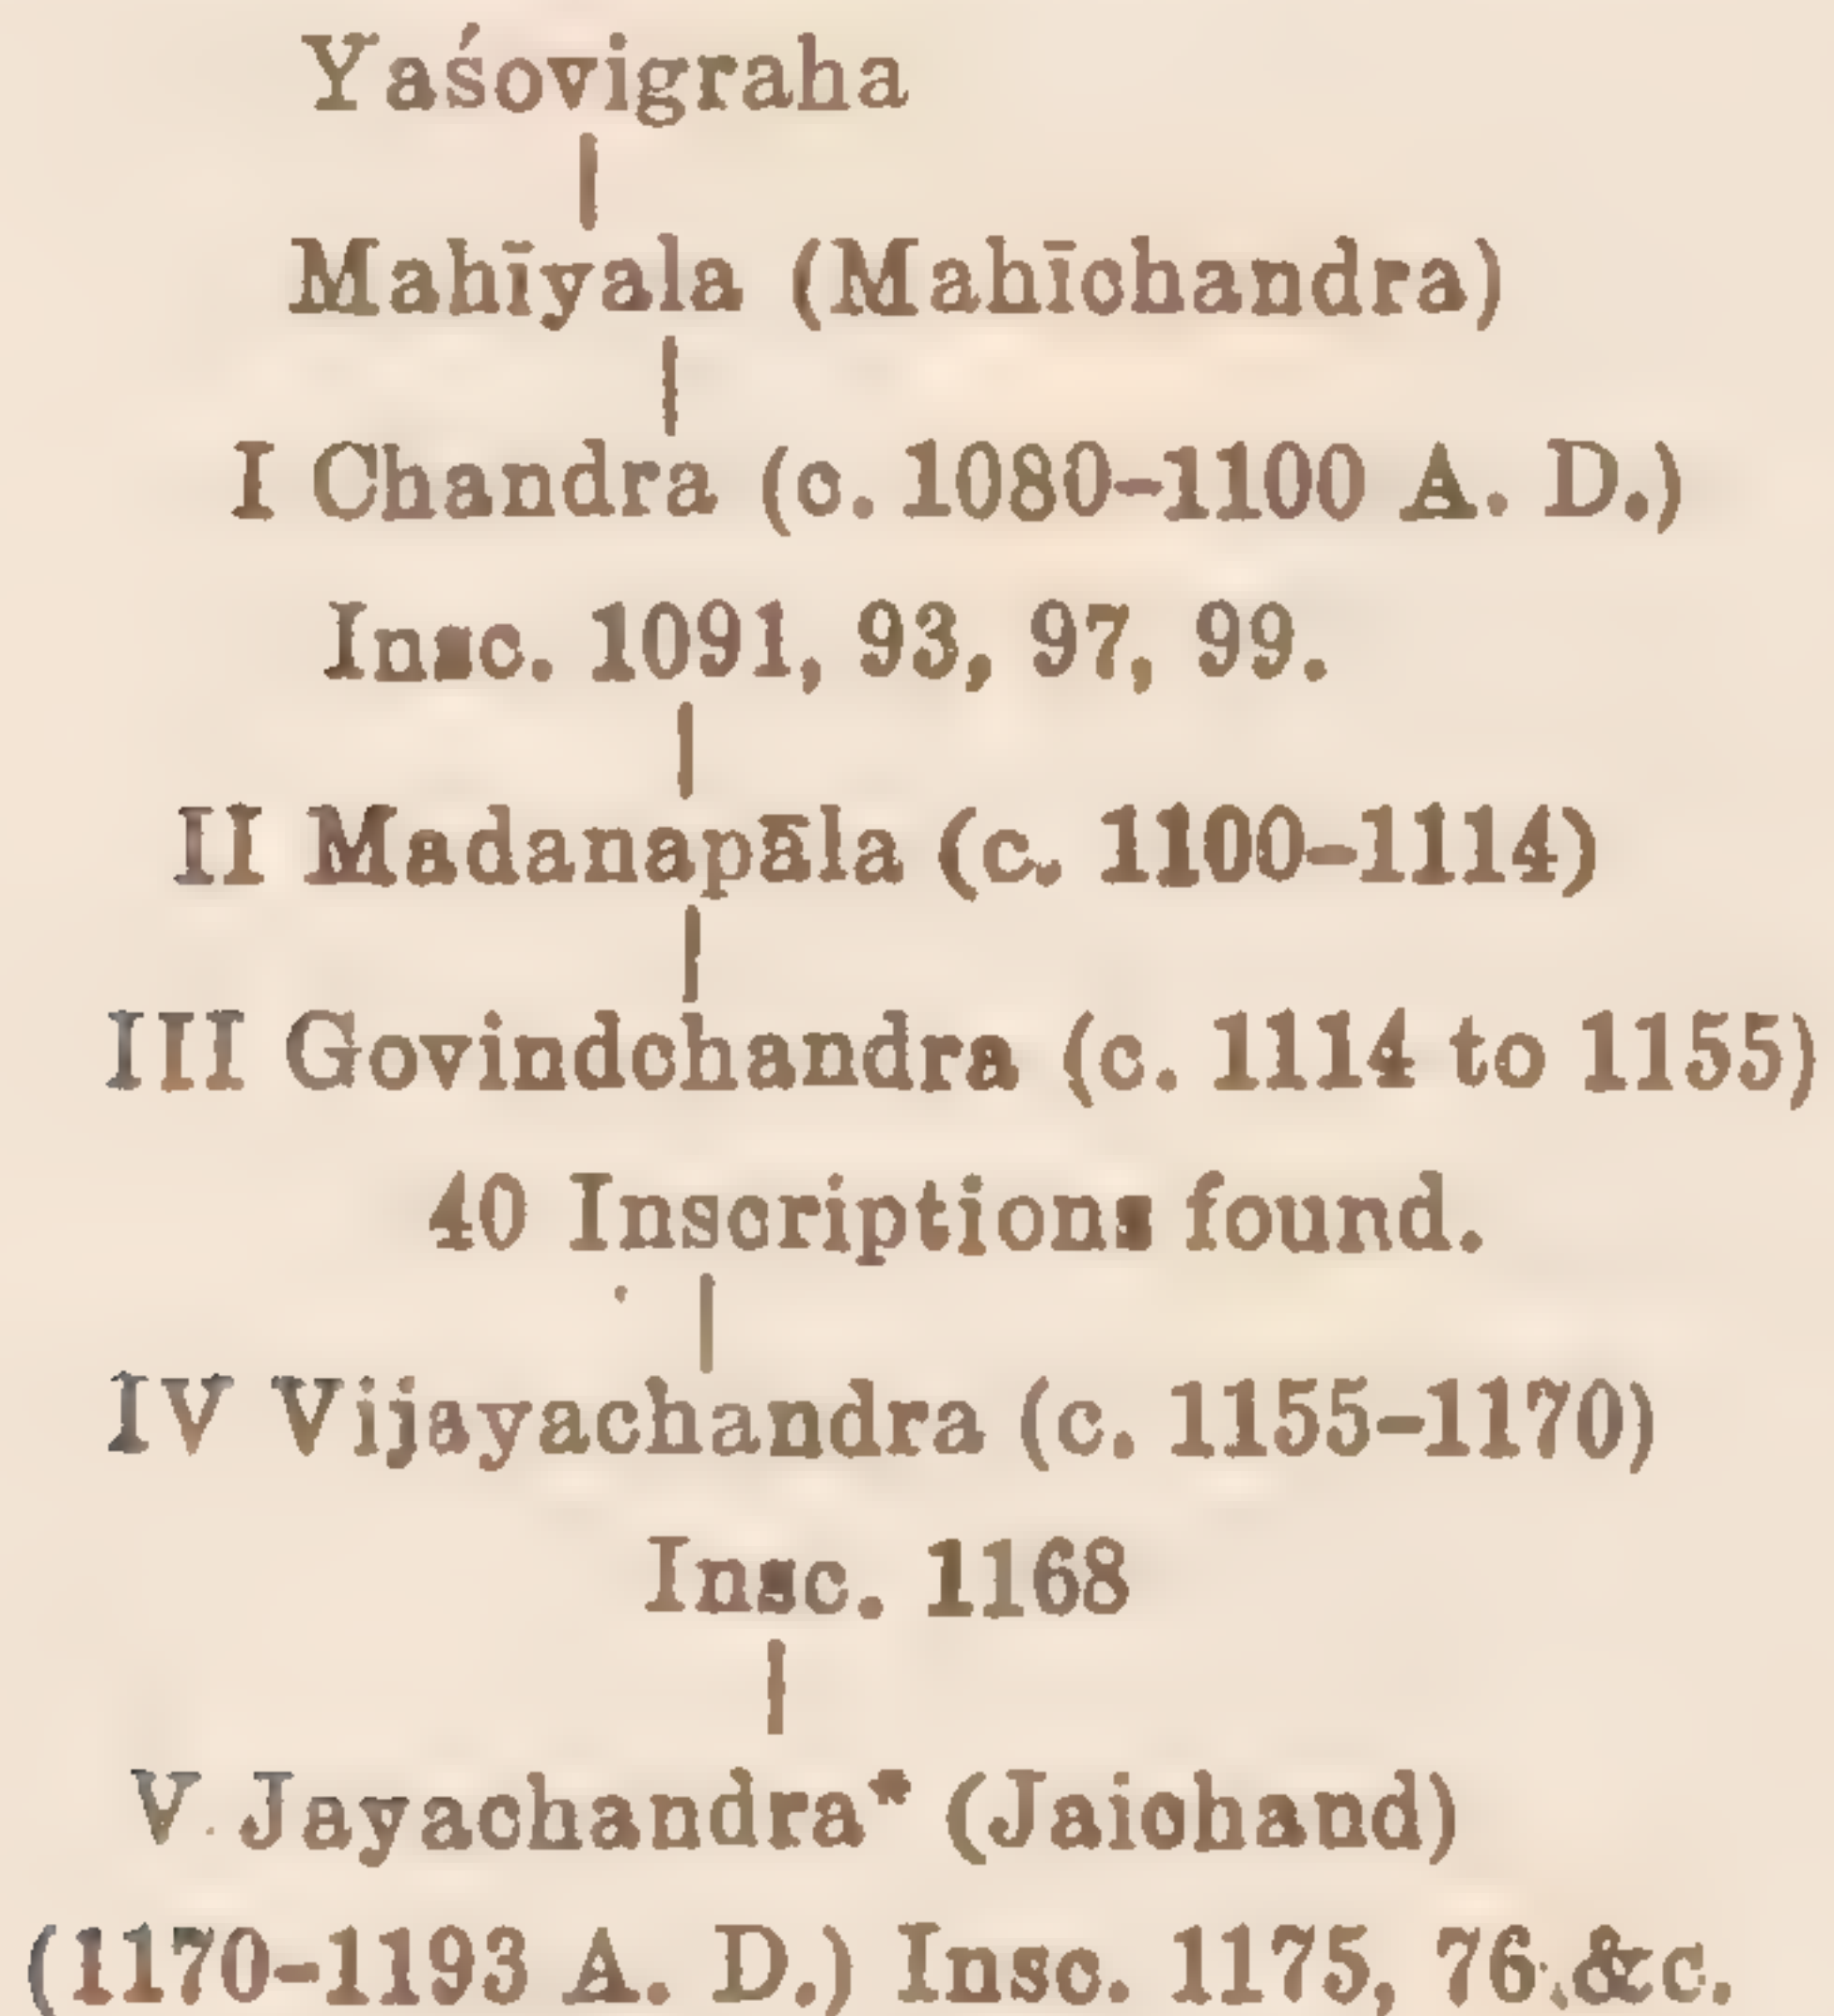 Yaśovigraha
Mahīyala (Mahīchandra)
I Chandra (c. 1080-1100 A. D.)
Insc. 1091, 93, 97, 99.
II Madanapāla (c. 1100-1114)
III Govindchandra (c. 1114 to 1155)
40 Inscriptions found.
IV Vijayachandra (c. 1155-1170)
Insc. 1168
V Jayachandra* (Jaichand)
(1170-1193 A. D.) Insc. 1175, 76 &c.